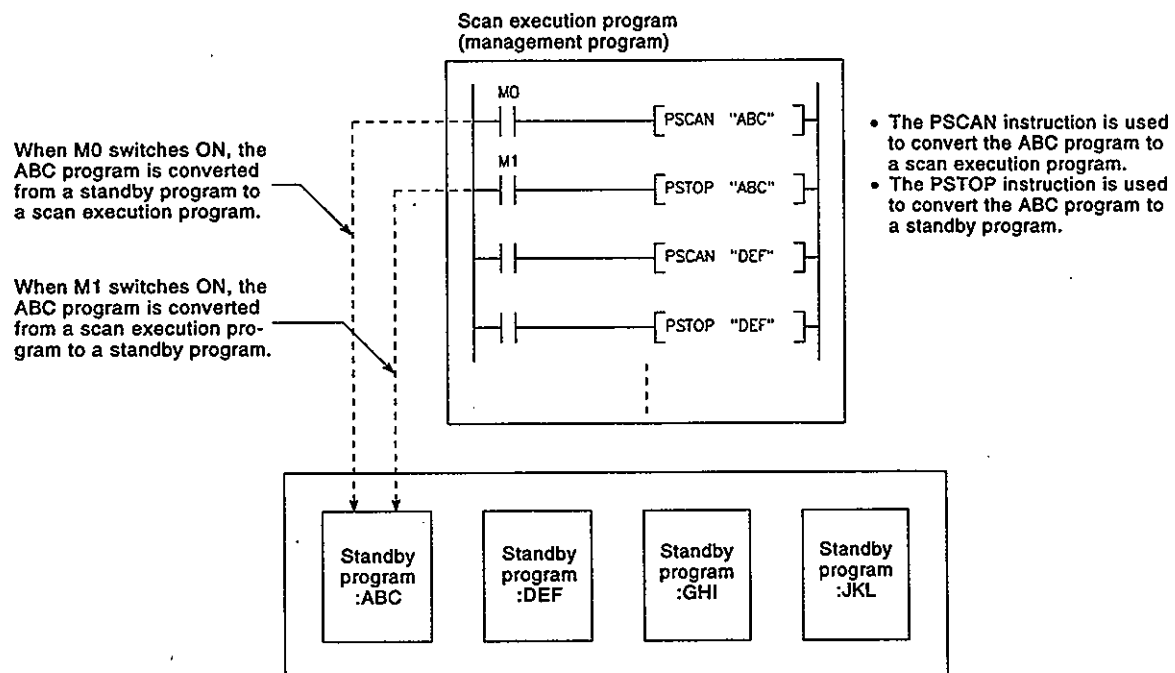 Scan execution program
(management program)
M0
PSCAN "ABC"
M1
PSTOP "ABC"
PSCAN "DEF"
PSTOP "DEF"
When M0 switches ON, the
ABC program is converted
from a standby program to
a scan execution program.
When M1 switches ON, the
ABC program is converted
from a scan execution pro-
gram to a standby program.
• The PSCAN instruction is used
to convert the ABC program to
a scan execution program.
• The PSTOP instruction is used
to convert the ABC program to
a standby program.
Standby
program
:ABC
Standby
program
:DEF
Standby
program
:GHI
Standby
program
:JKL